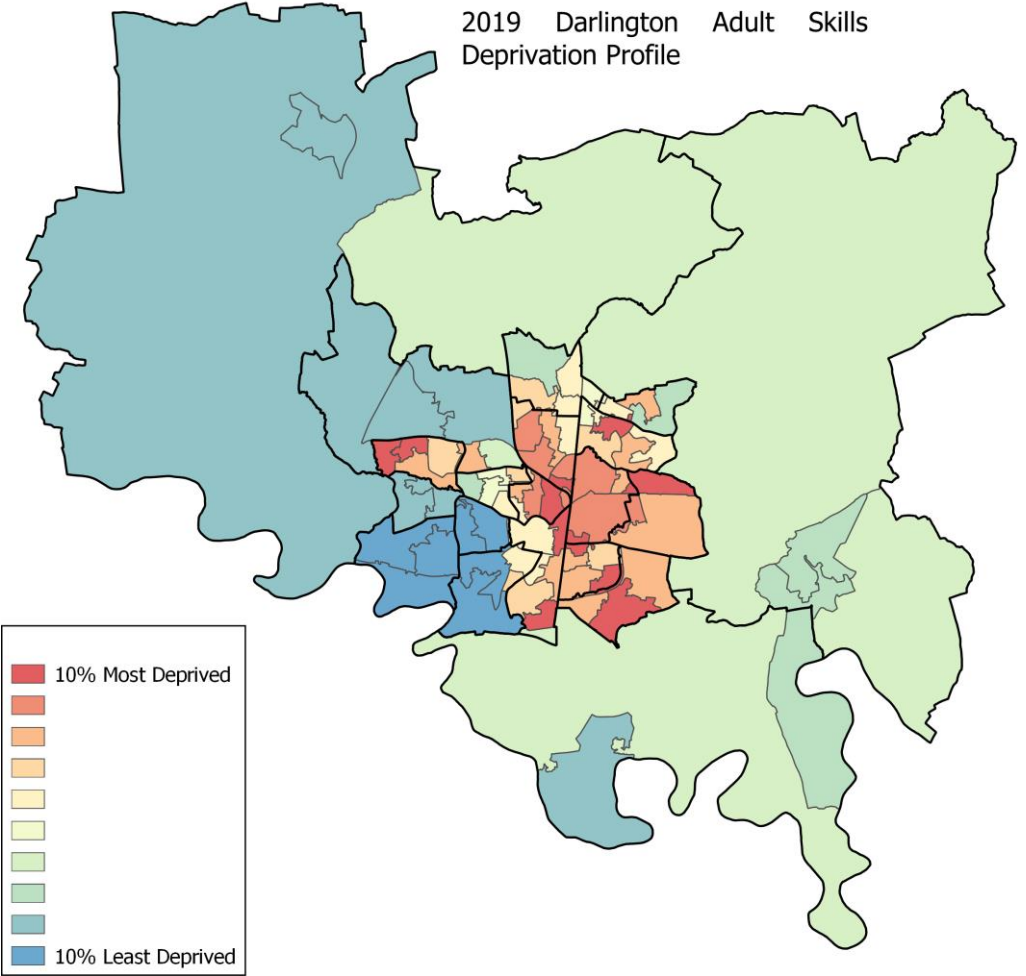 2019 Darlington Adult Skills
Deprivation Profile
10% Most Deprived
10% Least Deprived